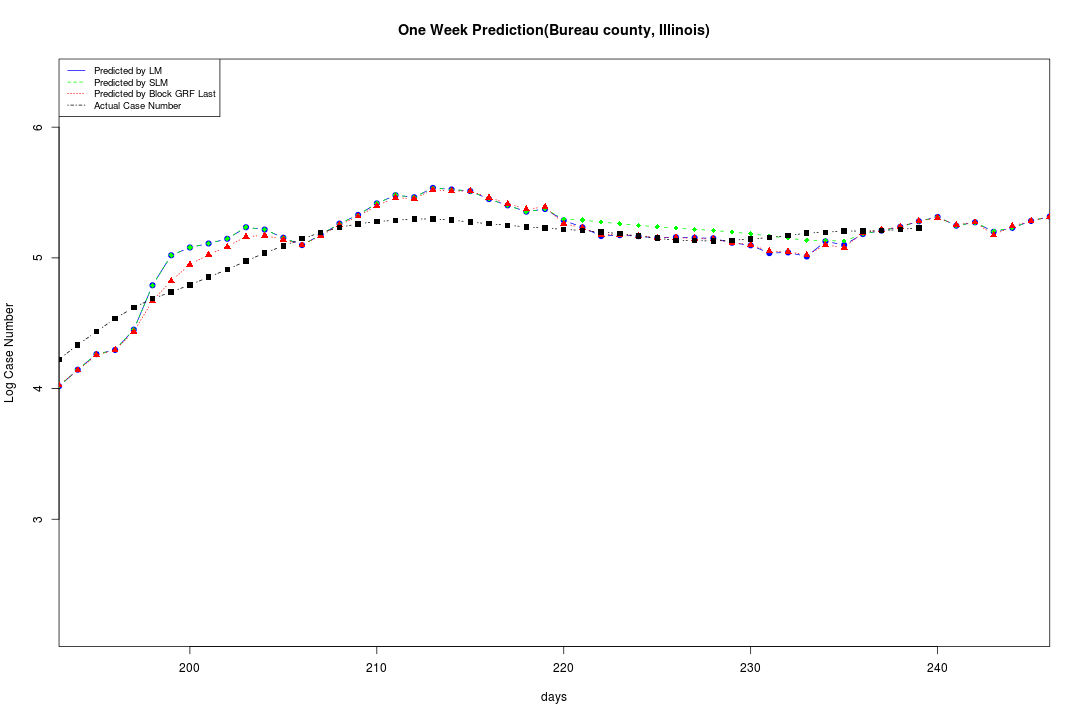 One Week Prediction(Bureau county, Illinois)
Predicted by LM
Predicted by SLM
Predicted by Block GRF Last
Actual Case Number
6
5
4
3
Log Case Number
200 210 220 230 240
days